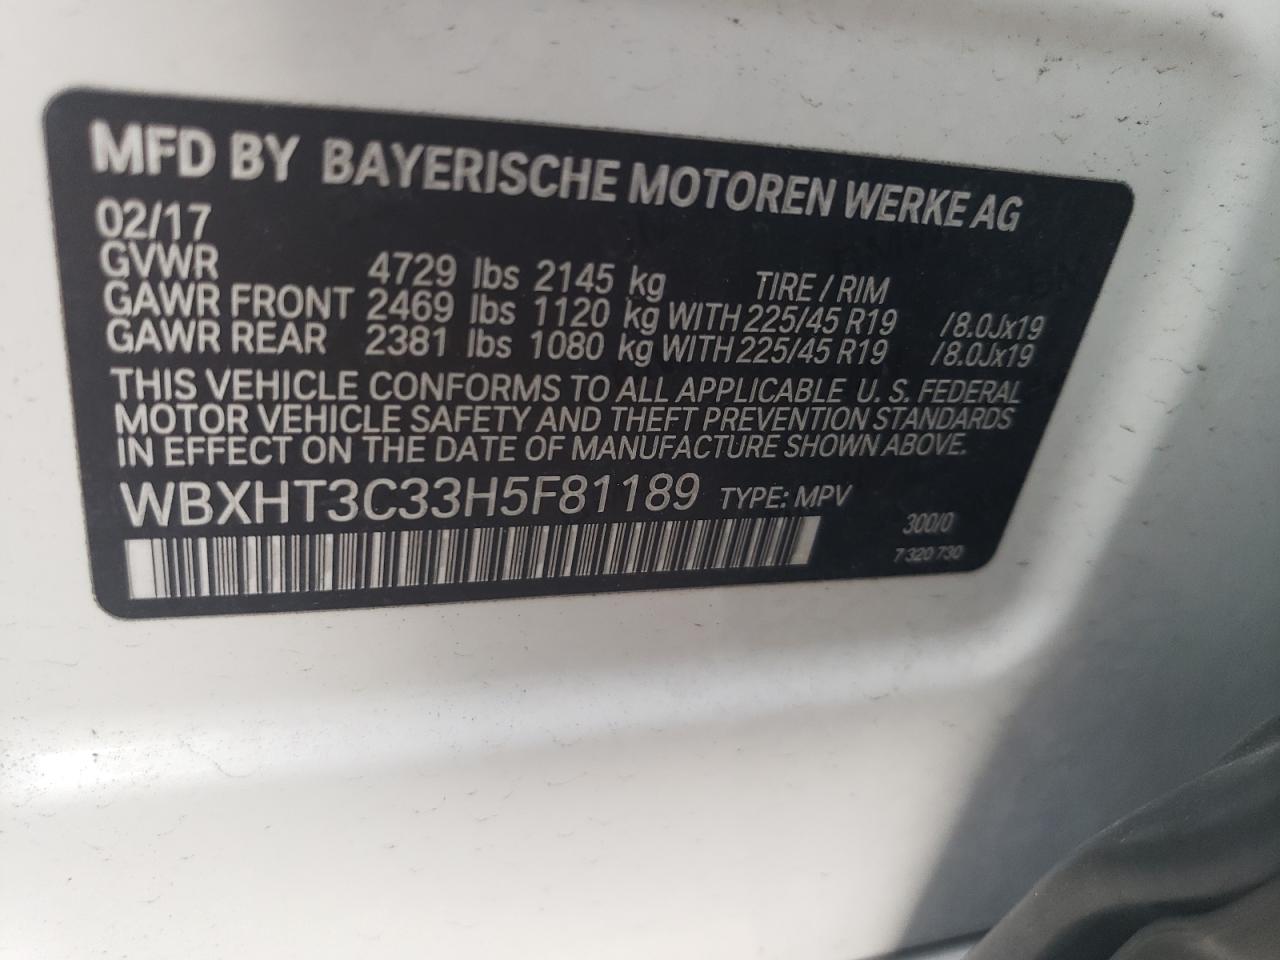 MFD BY BAYERISCHE MOTOREN WERKE AG
02/17
GVWR 4729 lbs 2145 kg TIRE / RIM
GAWR FRONT 2469 lbs 1120 kg WITH 225/45 R19 /8.0Jx19
GAWR REAR 2381 lbs 1080 kg WITH 225/45 R19 /8.0Jx19
THIS VEHICLE CONFORMS TO ALL APPLICABLE U. S. FEDERAL
MOTOR VEHICLE SAFETY AND THEFT PREVENTION STANDARDS
IN EFFECT ON THE DATE OF MANUFACTURE SHOWN ABOVE.
WBXHT3C33H5F81189 TYPE: MPV
300/0
7 320 730